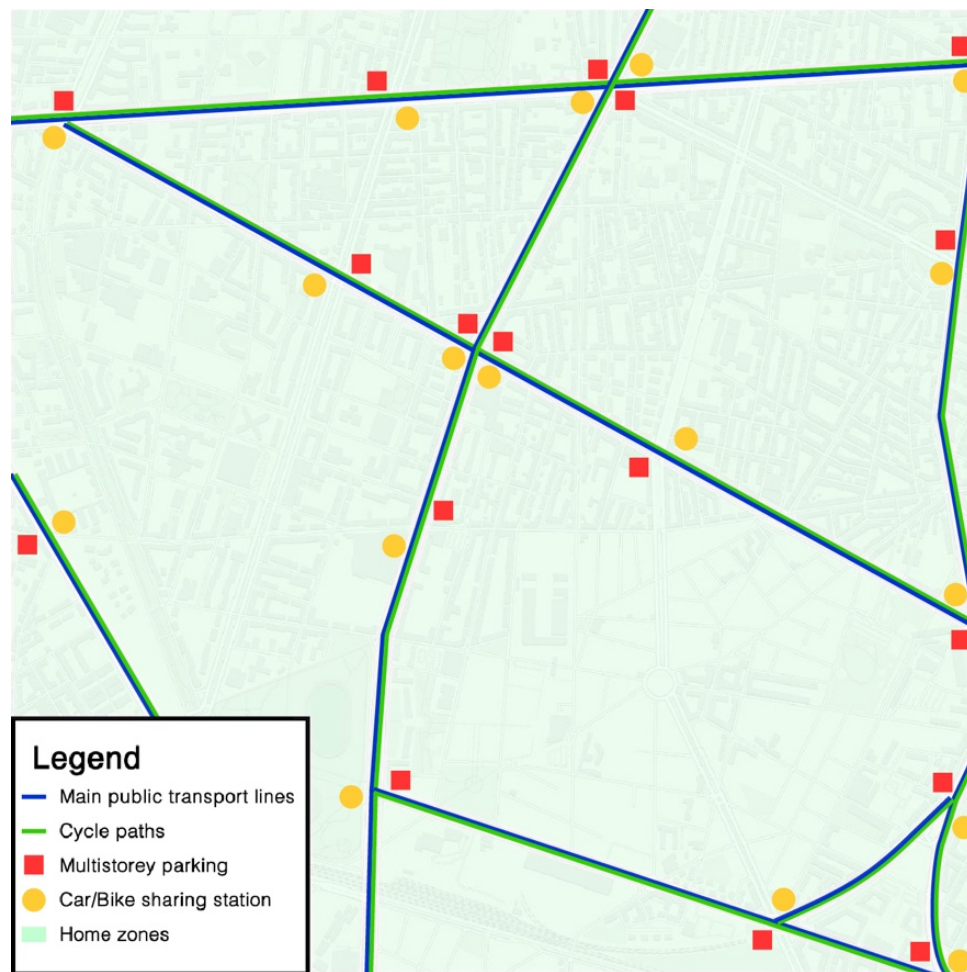 Legend
Main public transport lines
Cycle paths
Multistorey parking
Car/Bike sharing station
Home zones